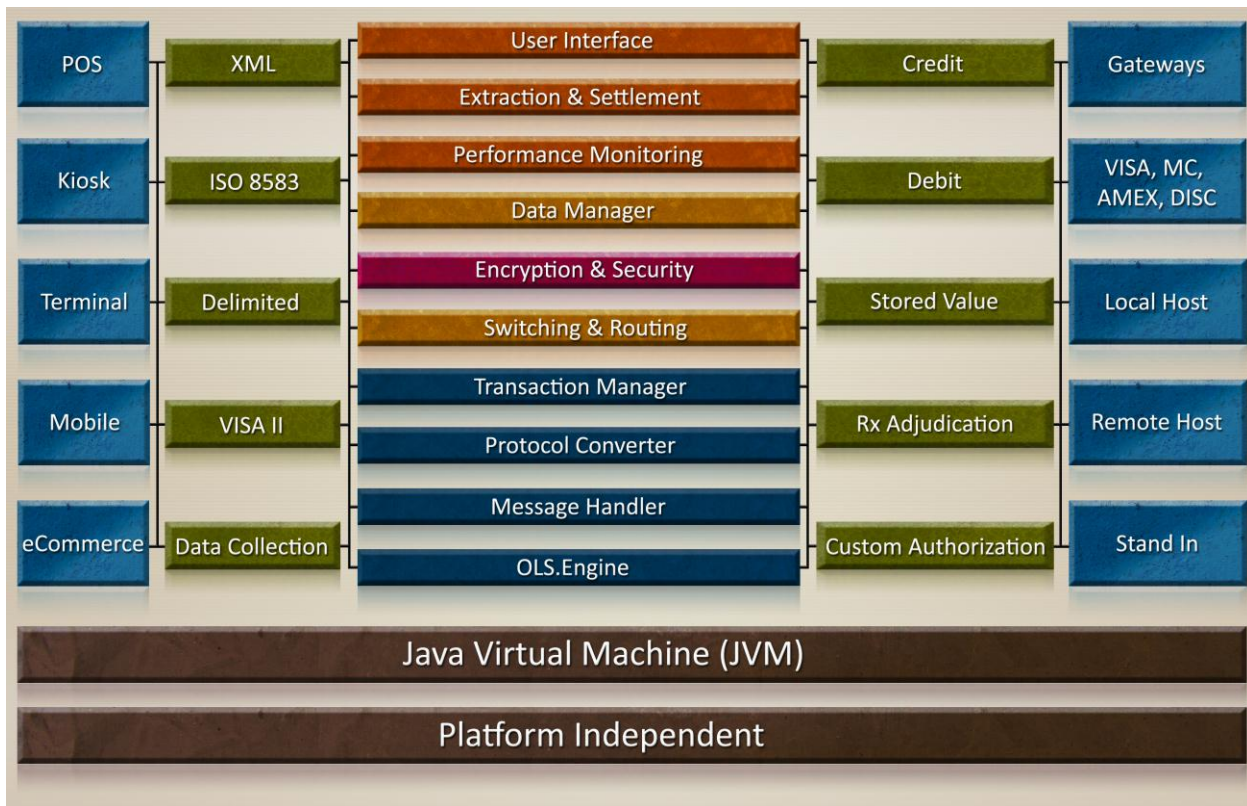 POS
Kiosk
Terminal
Mobile
eCommerce
XML
ISO 8583
Delimited
VISA II
Data Collection
User Interface
Extraction & Settlement
Performance Monitoring
Data Manager
Encryption & Security
Switching & Routing
Transaction Manager
Protocol Converter
Message Handler
OLS.Engine
Credit
Debit
Stored Value
Rx Adjudication
Custom Authorization
Gateways
VISA, MC,
AMEX, DISC
Local Host
Remote Host
Stand In
Java Virtual Machine (JVM)
Platform Independent